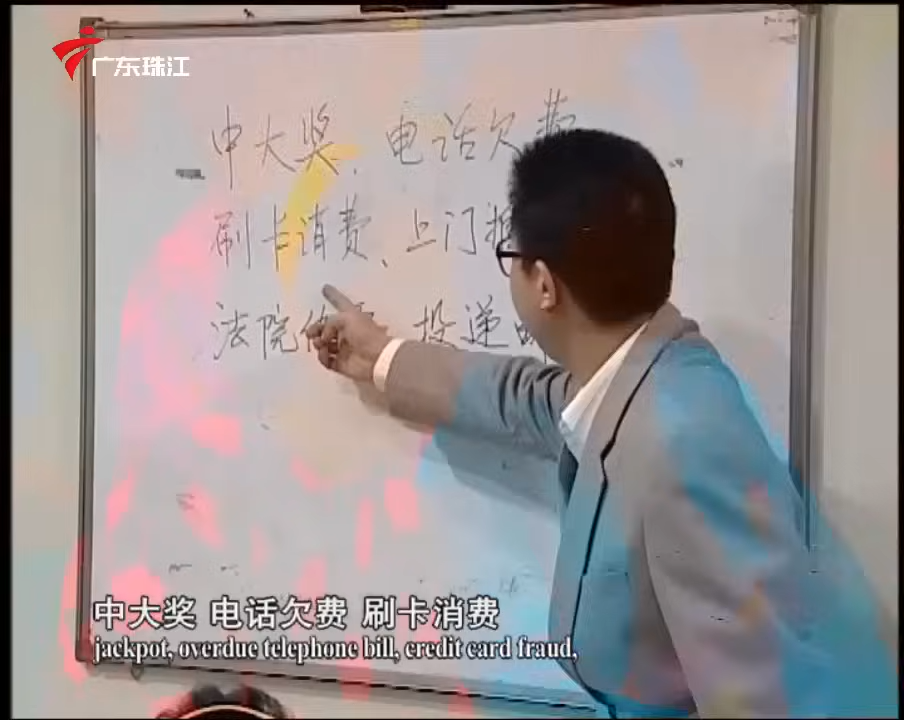 广东珠江
中大奖、电话欠费
刷卡消费、上门
法院 投递
中大奖 电话欠费 刷卡消费
jackpot, overdue telephone bill, credit card fraud,